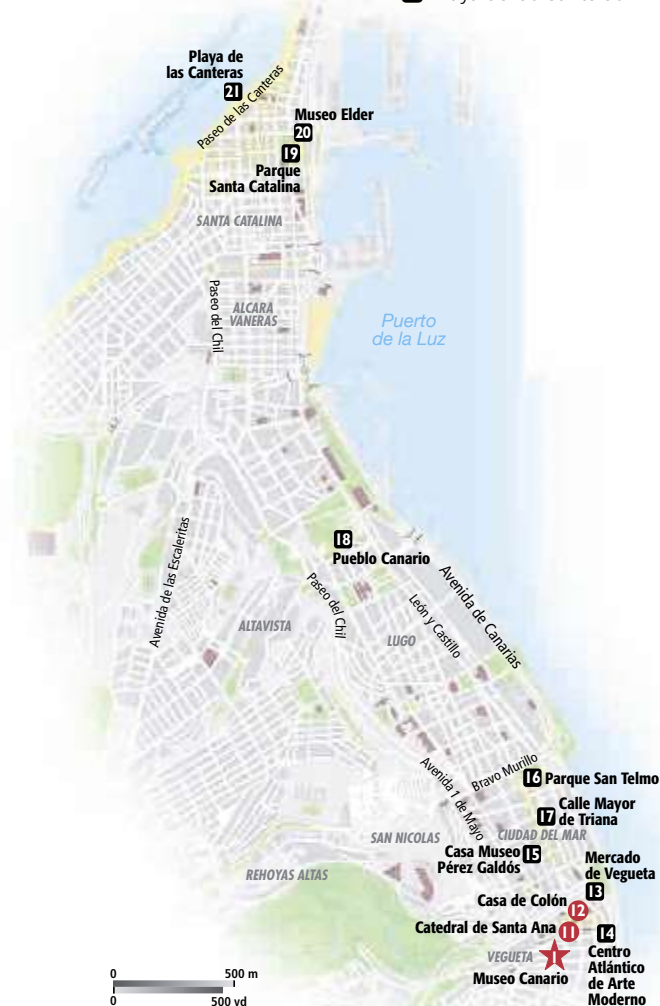 Playa de
las Canteras
21
Paseo de las Canteras
Museo Elder
20
19
Parque
Santa Catalina
SANTA CATALINA
Paseo del Chil
ALCARA
VANERAS
Puerto
de la Luz
18
Pueblo Canario
Avenida de las Escaleritas
Paseo del Chil
ALTAVISTA
LUGO
León y Castillo
Avenida de Canarias
Bravo Murillo
16 Parque San Telmo
Avenida 1 de Mayo
17 Calle Mayor
de Triana
CIUDAD DEL MAR
SAN NICOLAS
Casa Museo 15
Pérez Galdós
Mercado
de Vegueta
13
REHOYAS ALTAS
Casa de Colón 12
Catedral de Santa Ana 11
14
Centro
Atlántico
de Arte
Moderno
VEGUETA
1
Museo Canario
0 500 m
0 500 yd